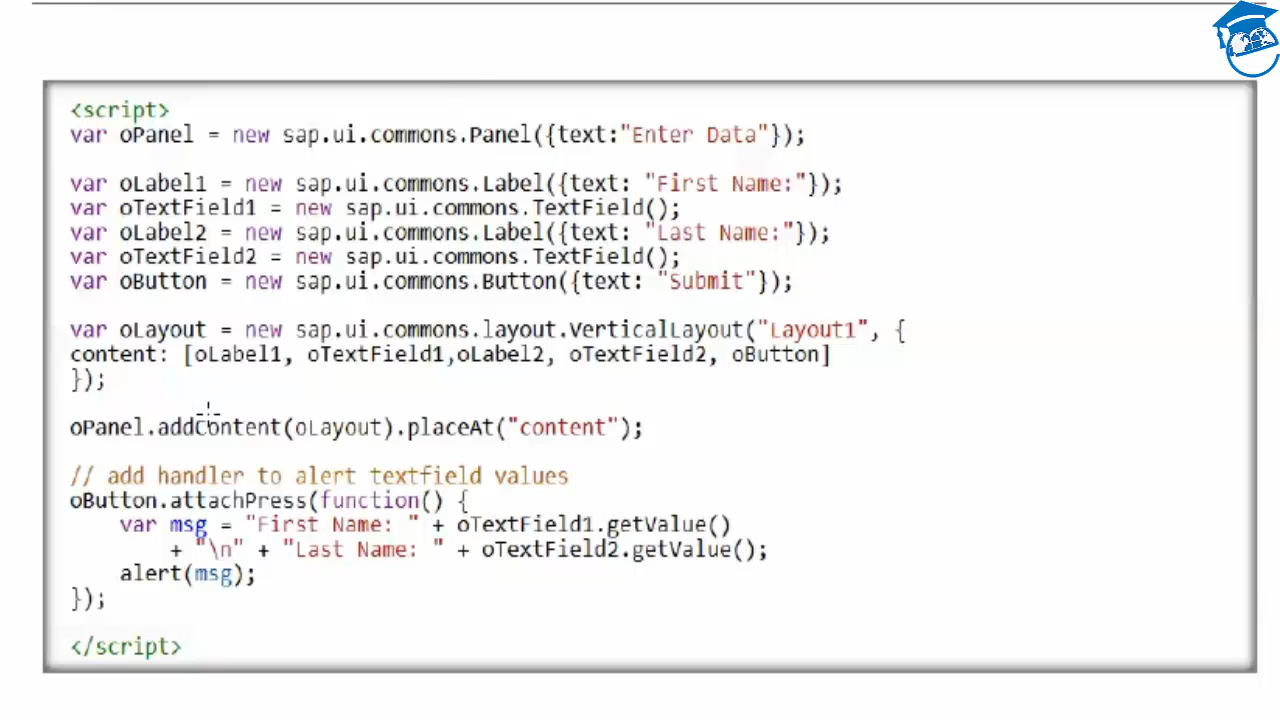 <script>
var oPanel = new sap.ui.commons.Panel({text:"Enter Data"});
var oLabel1 = new sap.ui.commons.Label({text: "First Name:"});
var oTextField1 = new sap.ui.commons.TextField();
var oLabel2 = new sap.ui.commons.Label({text: "Last Name:"});
var oTextField2 = new sap.ui.commons.TextField();
var oButton = new sap.ui.commons.Button({text: "Submit"});
var oLayout = new sap.ui.commons.layout.VerticalLayout("Layout1", {
content: [oLabel1, oTextField1,oLabel2, oTextField2, oButton]
});
oPanel.addContent(oLayout).placeAt("content");
// add handler to alert textfield values
oButton.attachPress(function() {
    var msg = "First Name: " + oTextField1.getValue()
        + "\n" + "Last Name: " + oTextField2.getValue();
    alert(msg);
});
</script>